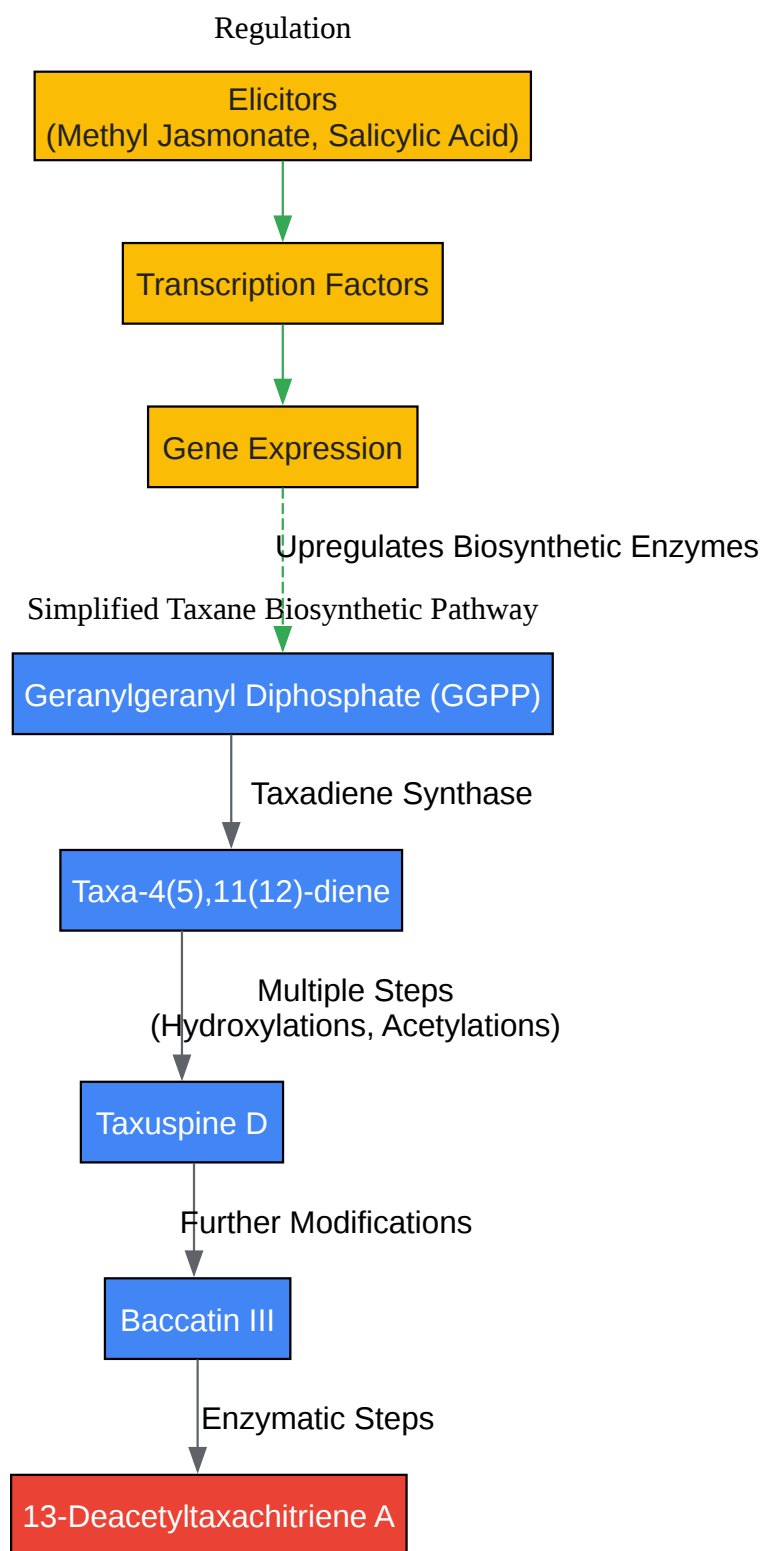 Regulation
Elicitors
(Methyl Jasmonate, Salicylic Acid)
Transcription Factors
Gene Expression
Upregulates Biosynthetic Enzymes
Simplified Taxane Biosynthetic Pathway
Geranylgeranyl Diphosphate (GGPP)
Taxadiene Synthase
Taxa-4(5),11(12)-diene
Multiple Steps
(Hydroxylations, Acetylations)
Taxuspine D
Further Modifications
Baccatin III
Enzymatic Steps
13-Deacetyltaxachitriene A